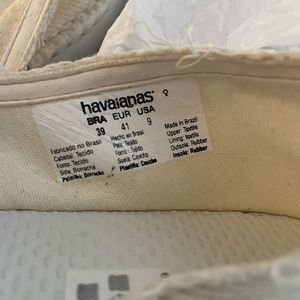 havaianas ♀
BRA EUR USA
39 41 9
Fabricado no Brasil Hecho en Brasil Made in Brazil
Cabedal: Tecido Pala: Tejido Upper: Textile
Forro: Tecido Forro: Tejido Lining: Textile
Sola: Borracha Suela: Caucho Outsole: Rubber
Palmilha: Borracha Plantilla: Caucho Insole: Rubber